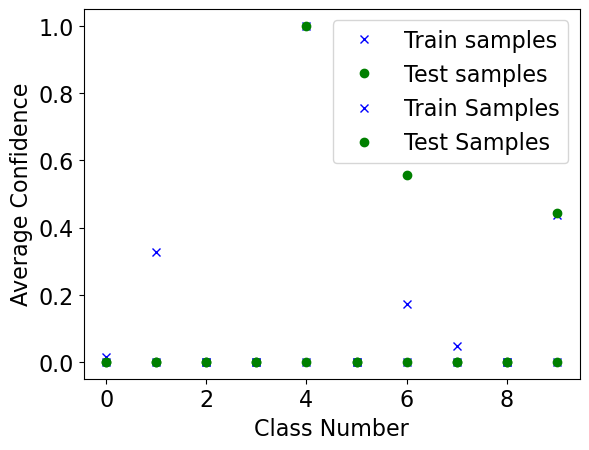 1.0
0.8
0.6
0.4
0.2
0.0
Average Confidence
Train samples
Test samples
Train Samples
Test Samples
0 2 4 6 8
Class Number